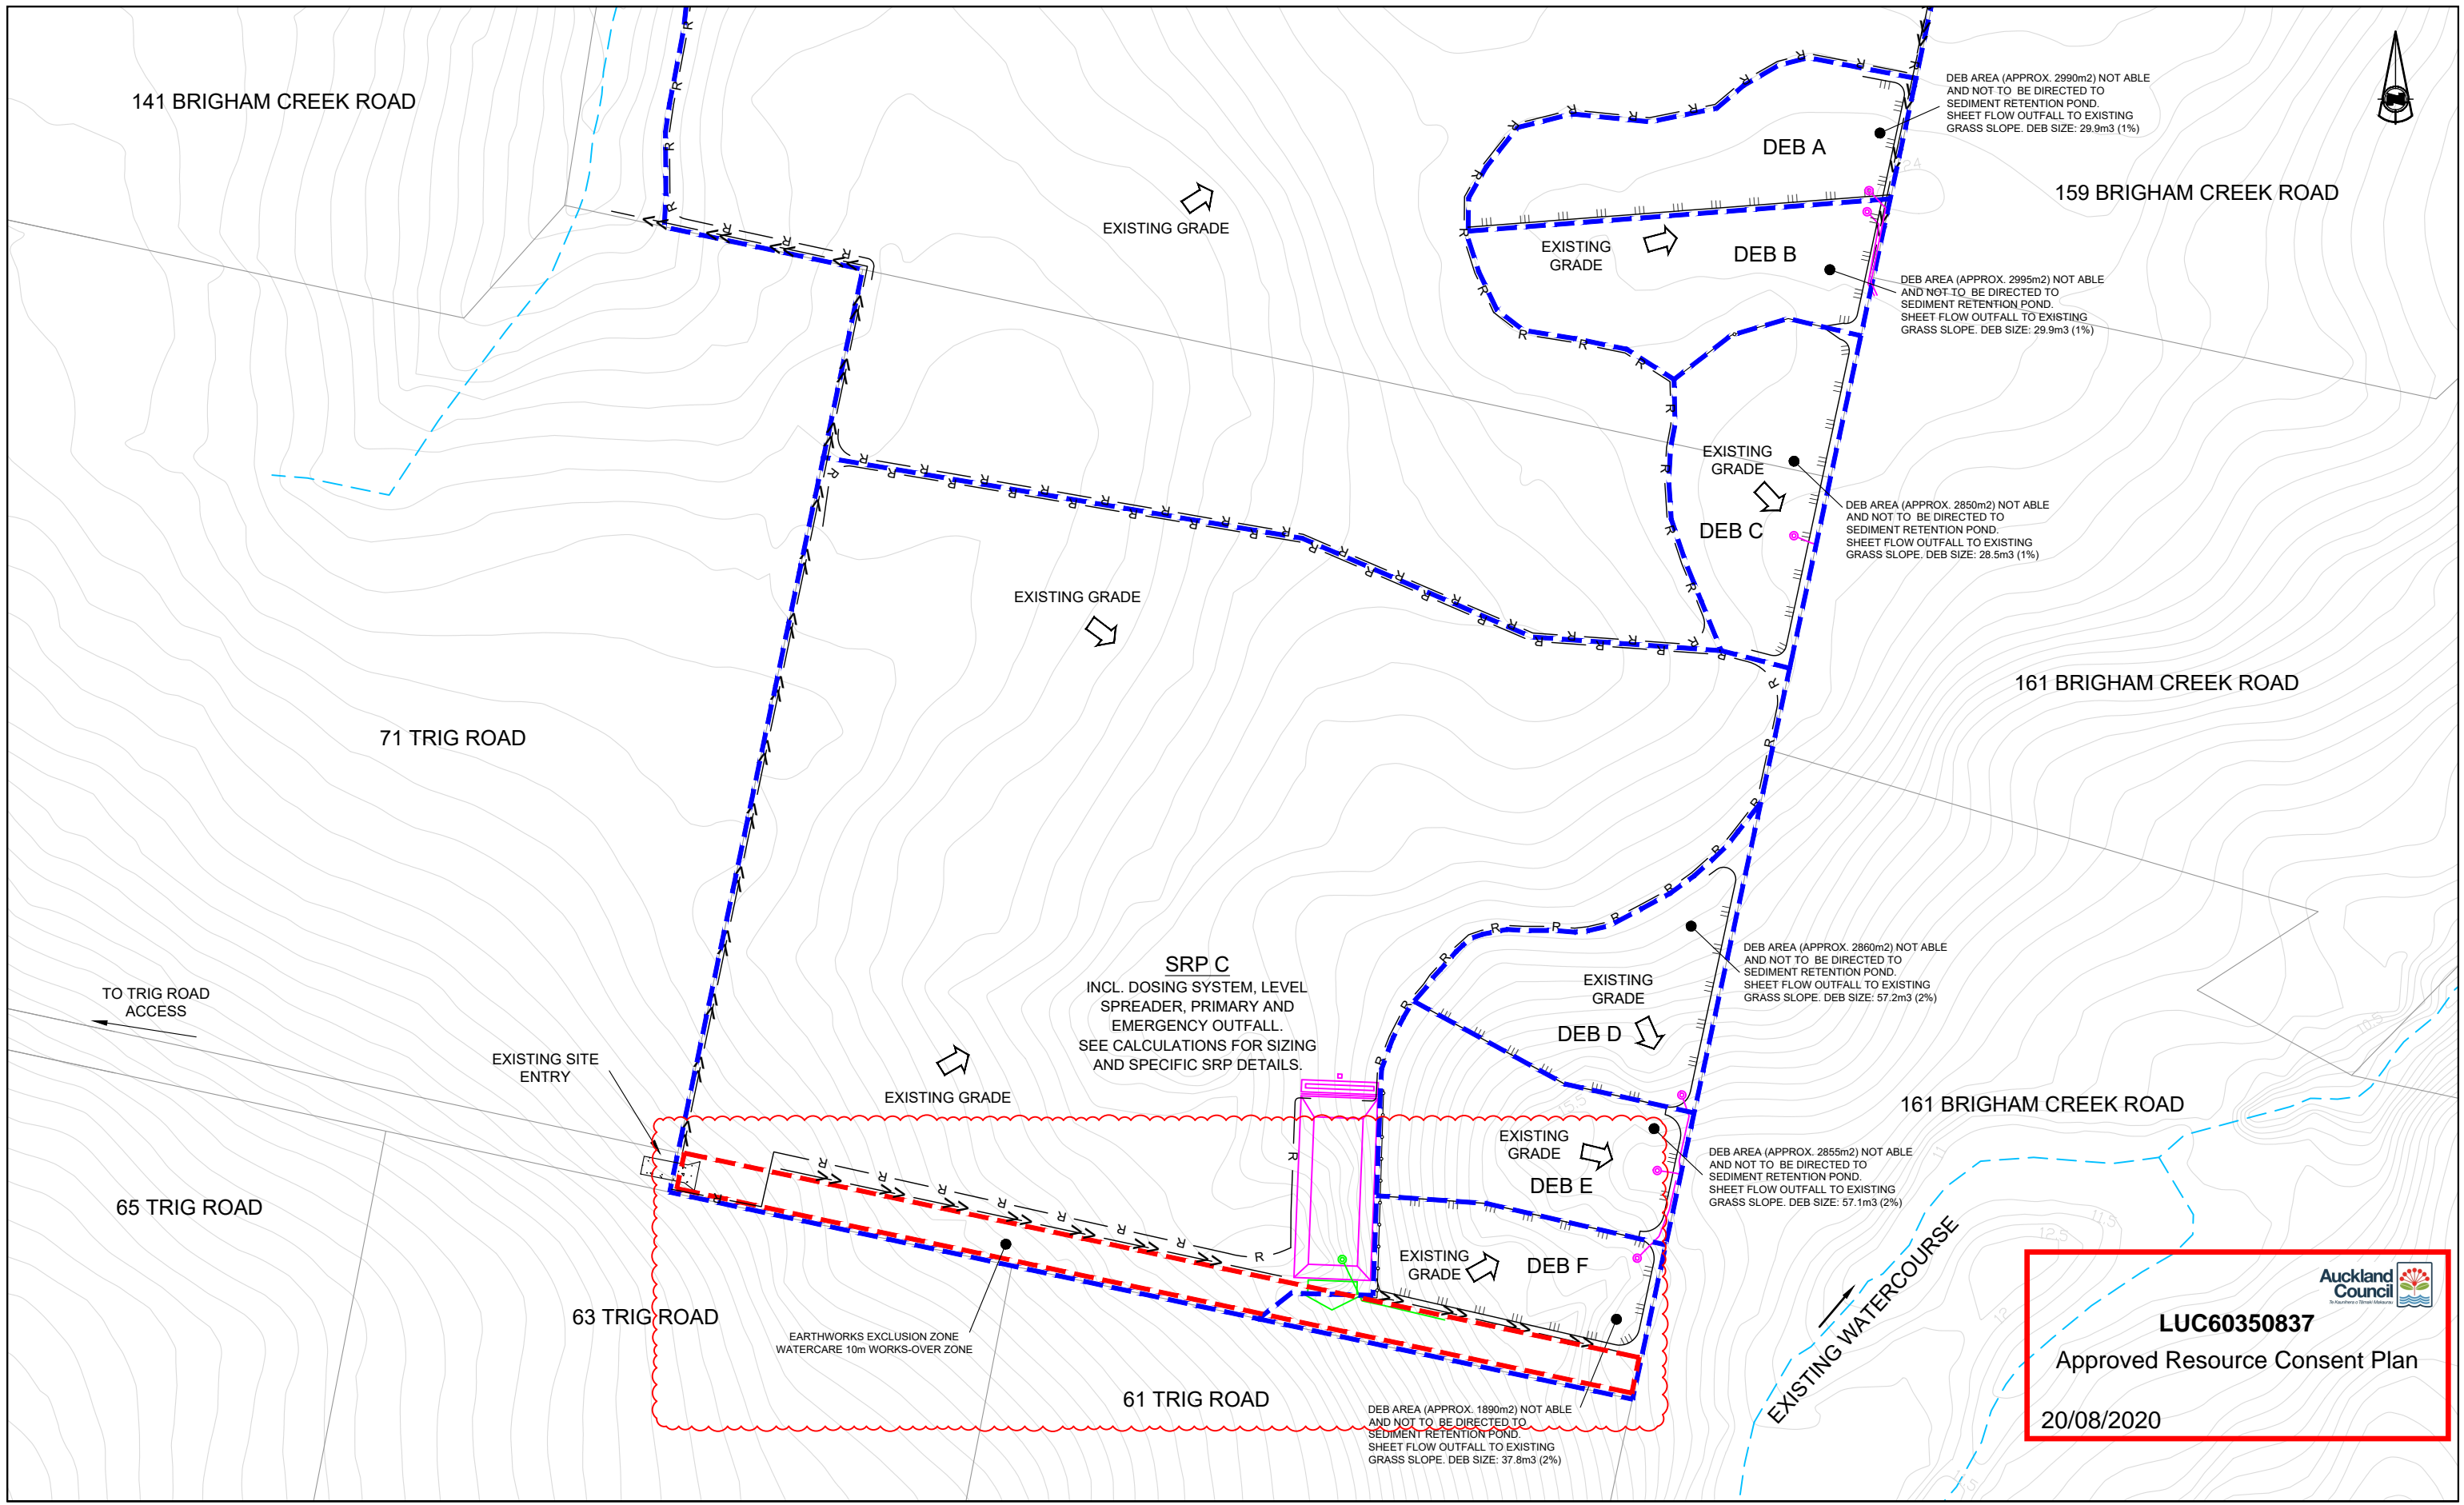 141 BRIGHAM CREEK ROAD
EXISTING GRADE
DEB A
DEB AREA (APPROX. 2990m2) NOT ABLE
AND NOT TO BE DIRECTED TO
SEDIMENT RETENTION POND.
SHEET FLOW OUTFALL TO EXISTING
GRASS SLOPE. DEB SIZE: 29.9m3 (1%)
24
159 BRIGHAM CREEK ROAD
EXISTING
GRADE
DEB B
DEB AREA (APPROX. 2995m2) NOT ABLE
AND NOT TO BE DIRECTED TO
SEDIMENT RETENTION POND.
SHEET FLOW OUTFALL TO EXISTING
GRASS SLOPE. DEB SIZE: 29.9m3 (1%)
EXISTING
GRADE
DEB C
DEB AREA (APPROX. 2850m2) NOT ABLE
AND NOT TO BE DIRECTED TO
SEDIMENT RETENTION POND.
SHEET FLOW OUTFALL TO EXISTING
GRASS SLOPE. DEB SIZE: 28.5m3 (1%)
EXISTING GRADE
161 BRIGHAM CREEK ROAD
71 TRIG ROAD
TO TRIG ROAD
ACCESS
EXISTING SITE
ENTRY
EXISTING GRADE
SRP C
INCL. DOSING SYSTEM, LEVEL
SPREADER, PRIMARY AND
EMERGENCY OUTFALL.
SEE CALCULATIONS FOR SIZING
AND SPECIFIC SRP DETAILS.
EXISTING
GRADE
DEB D
DEB AREA (APPROX. 2860m2) NOT ABLE
AND NOT TO BE DIRECTED TO
SEDIMENT RETENTION POND.
SHEET FLOW OUTFALL TO EXISTING
GRASS SLOPE. DEB SIZE: 57.2m3 (2%)
10.5
161 BRIGHAM CREEK ROAD
EXISTING
GRADE
DEB E
DEB AREA (APPROX. 2855m2) NOT ABLE
AND NOT TO BE DIRECTED TO
SEDIMENT RETENTION POND.
SHEET FLOW OUTFALL TO EXISTING
GRASS SLOPE. DEB SIZE: 57.1m3 (2%)
65 TRIG ROAD
11.5
12.5
EXISTING
GRADE
DEB F
63 TRIG ROAD
EARTHWORKS EXCLUSION ZONE
WATERCARE 10m WORKS-OVER ZONE
61 TRIG ROAD
DEB AREA (APPROX. 1890m2) NOT ABLE
AND NOT TO BE DIRECTED TO
SEDIMENT RETENTION POND.
SHEET FLOW OUTFALL TO EXISTING
GRASS SLOPE. DEB SIZE: 37.8m3 (2%)
EXISTING WATERCOURSE
Auckland
Council
LUC60350837
Approved Resource Consent Plan
20/08/2020